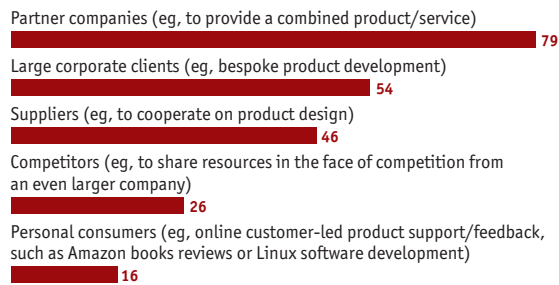 Partner companies (eg, to provide a combined product/service)
79
Large corporate clients (eg, bespoke product development)
54
Suppliers (eg, to cooperate on product design)
46
Competitors (eg, to share resources in the face of competition from
an even larger company)
26
Personal consumers (eg, online customer-led product support/feedback,
such as Amazon books reviews or Linux software development)
16